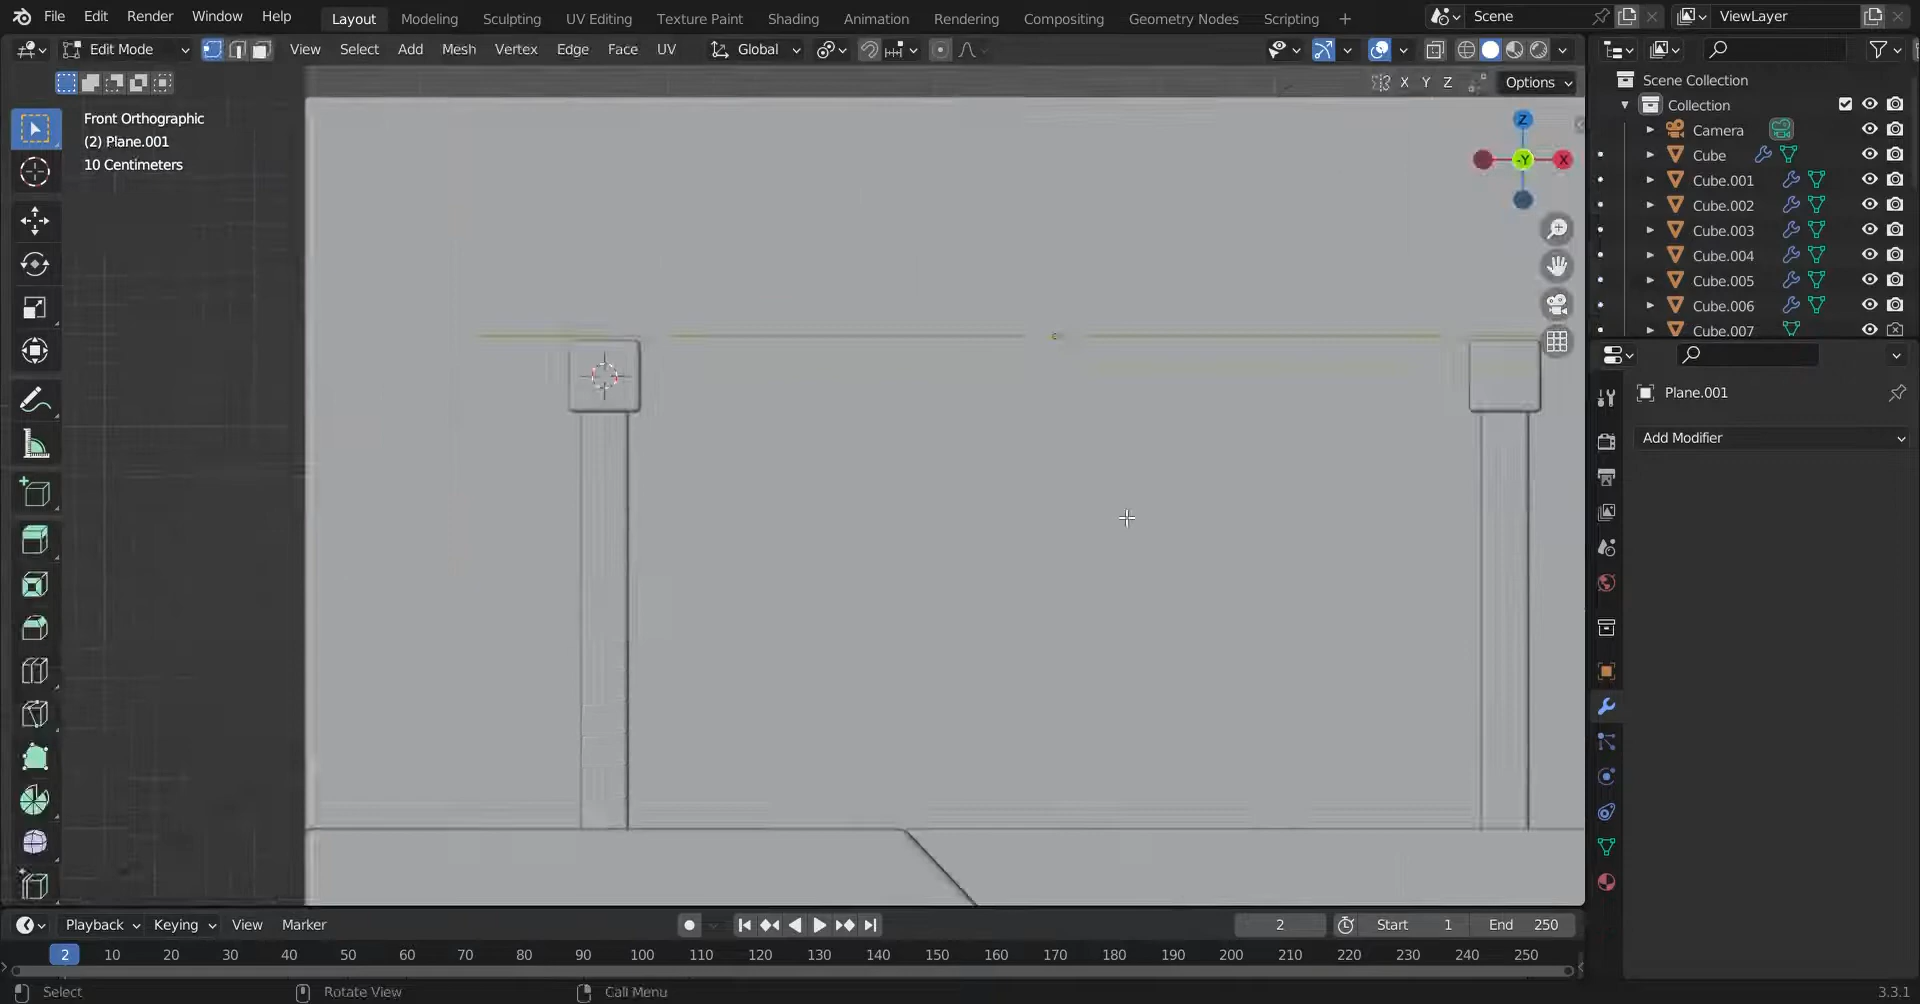 File Edit Render Window Help Layout Modeling Sculpting UV Editing Texture Paint Shading Animation Rendering Compositing Geometry Nodes Scripting + Scene ViewLayer
Edit Mode View Select Add Mesh Vertex Edge Face UV Global
X Y Z Options
Front Orthographic
(2) Plane.001
10 Centimeters
Z
-Y X
Scene Collection
Collection
Camera
Cube
Cube.001
Cube.002
Cube.003
Cube.004
Cube.005
Cube.006
Cube.007
Plane.001
Add Modifier
Playback Keying View Marker 2 Start 1 End 250
2 10 20 30 40 50 60 70 80 90 100 110 120 130 140 150 160 170 180 190 200 210 220 230 240 250
Select Rotate View Call Menu 3.3.1